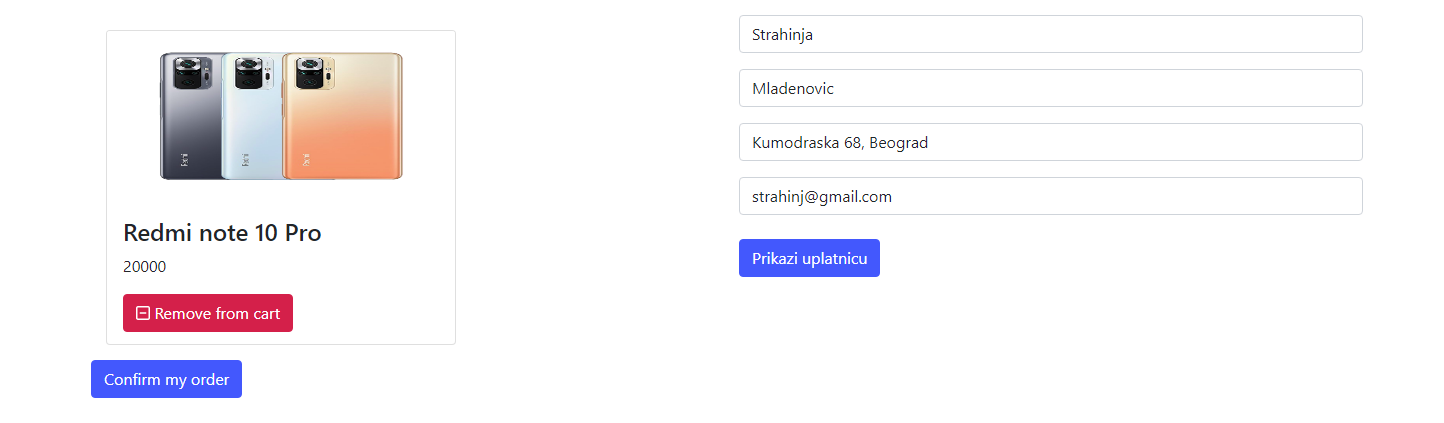 Redmi note 10 Pro
20000
Remove from cart
Confirm my order
Strahinja
Mladenovic
Kumodraska 68, Beograd
strahinj@gmail.com
Prikazi uplatnicu